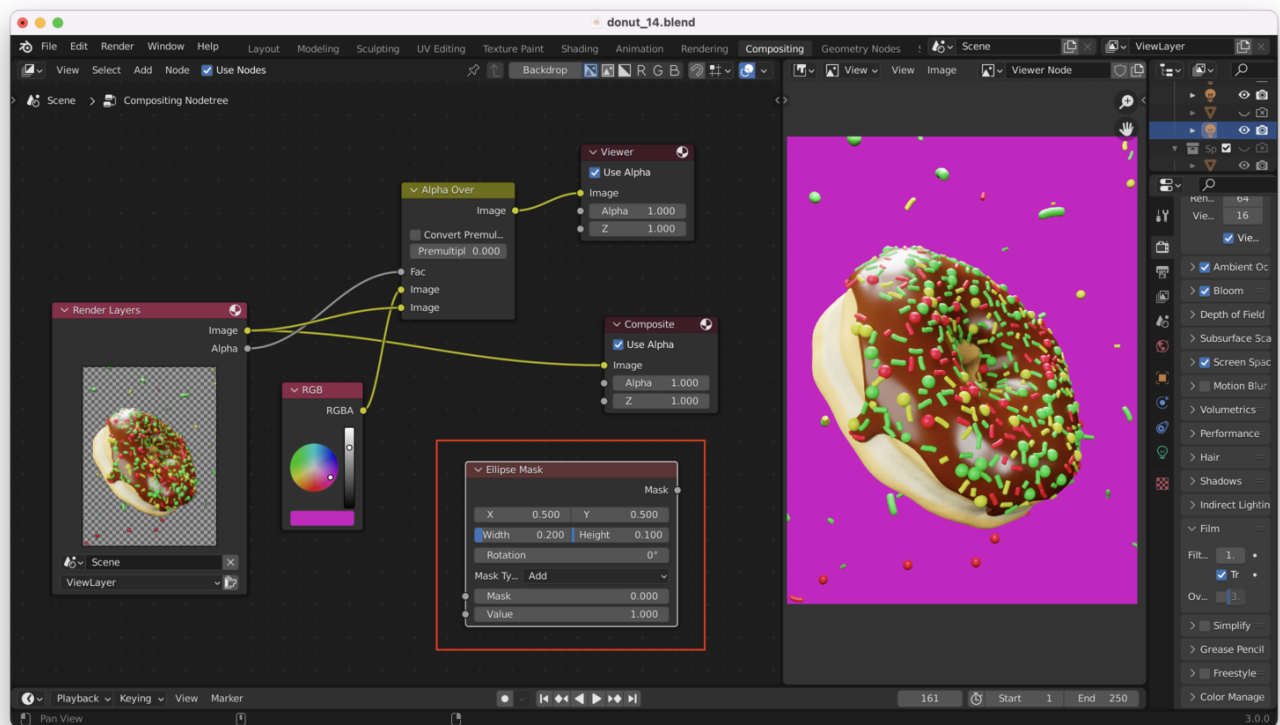 donut_14.blend
File Edit Render Window Help Layout Modeling Sculpting UV Editing Texture Paint Shading Animation Rendering Compositing Geometry Nodes Scene ViewLayer
View Select Add Node Use Nodes Backdrop R G B View View Image Viewer Node
Scene > Compositing Nodetree
Viewer
Use Alpha
Image
Alpha 1.000
Z 1.000
Alpha Over
Image
Convert Premul...
Premultipl 0.000
Fac
Image
Image
Render Layers
Image
Alpha
Scene
ViewLayer
RGB
RGBA
Composite
Use Alpha
Image
Alpha 1.000
Z 1.000
Ellipse Mask
Mask
X 0.500 Y 0.500
Width 0.200 Height 0.100
Rotation 0°
Mask Ty... Add
Mask 0.000
Value 1.000
Sp
Ren... 64
Vie... 16
Vie...
Ambient Oc
Bloom
Depth of Field
Subsurface Sca
Screen Spac
Motion Blur
Volumetrics
Performance
Hair
Shadows
Indirect Lightin
Film
Filt... 1.
Tr
Ov... 3.
Simplify
Grease Pencil
Freestyle
Color Manage
Playback Keying View Marker 161 Start 1 End 250
Pan View 3.0.0